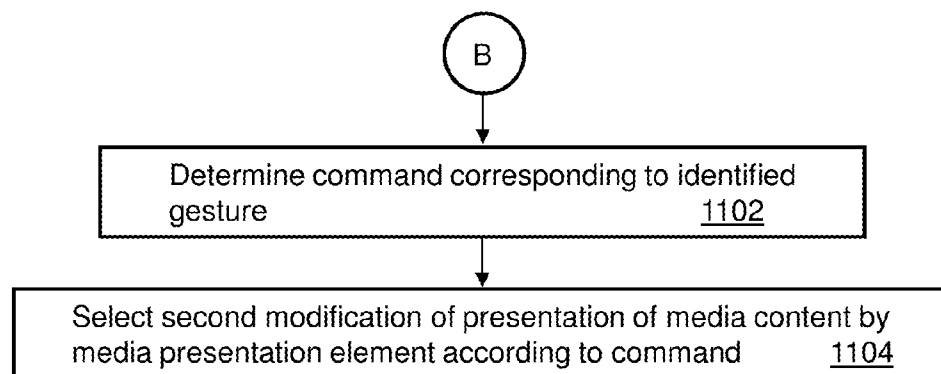 B
Determine command corresponding to identified
gesture 1102
Select second modification of presentation of media content by
media presentation element according to command 1104